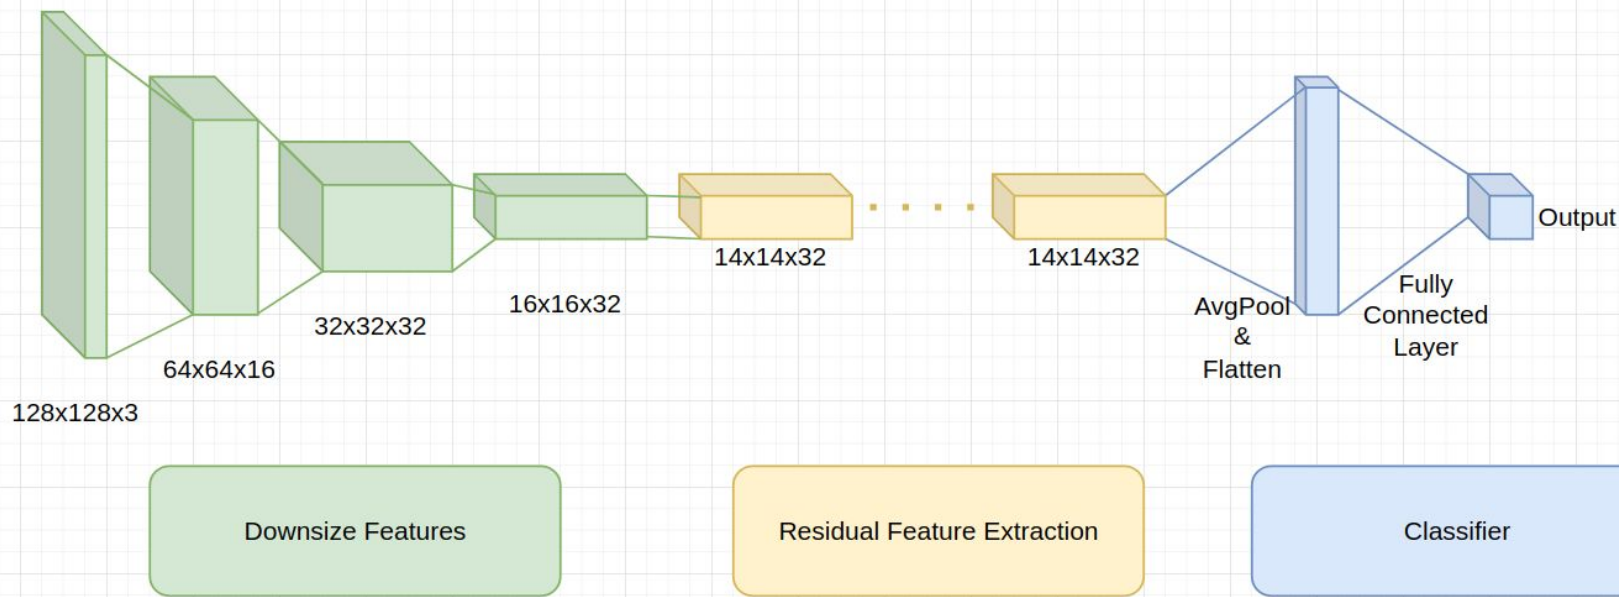 128x128x3
64x64x16
32x32x32
16x16x32
14x14x32
14x14x32
AvgPool
&
Flatten
Fully
Connected
Layer
Output
Downsize Features
Residual Feature Extraction
Classifier